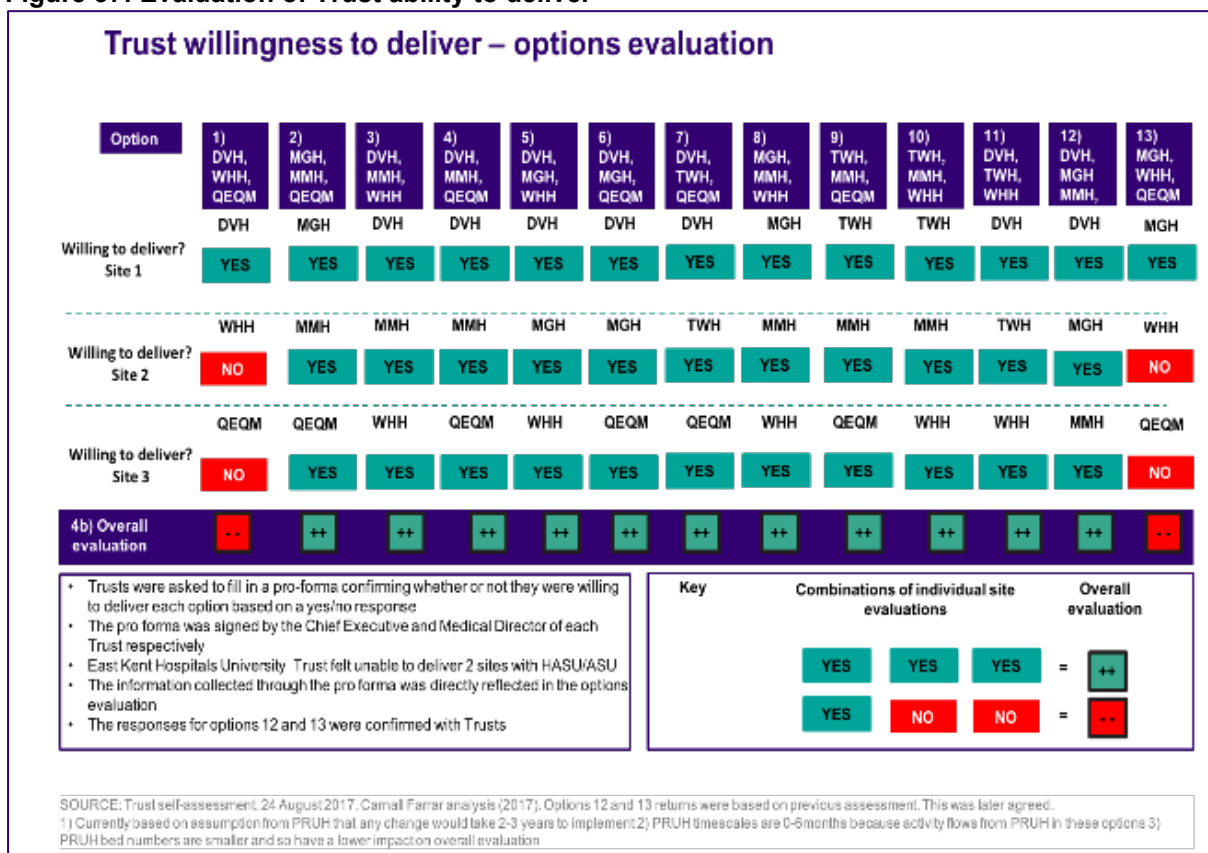 Figure 37: Evaluation of Trust ability to deliver
Trust willingness to deliver – options evaluation
Option
1) DVH, WHH, QEQM
2) MGH, MMH, QEQM
3) DVH, MMH, WHH
4) DVH, MMH, QEQM
5) DVH, MGH, WHH
6) DVH, MGH, QEQM
7) DVH, TWH, QEQM
8) MGH, MMH, WHH
9) TWH, MMH, QEQM
10) TWH, MMH, WHH
11) DVH, TWH, WHH
12) DVH, MGH MMH,
13) MGH, WHH, QEQM
DVH MGH DVH DVH DVH DVH DVH MGH TWH TWH DVH DVH MGH
Willing to deliver? Site 1
YES YES YES YES YES YES YES YES YES YES YES YES YES
WHH MMH MMH MMH MGH MGH TWH MMH MMH MMH TWH MGH WHH
Willing to deliver? Site 2
NO YES YES YES YES YES YES YES YES YES YES YES NO
QEQM QEQM WHH QEQM WHH QEQM QEQM WHH QEQM WHH WHH MMH QEQM
Willing to deliver? Site 3
NO YES YES YES YES YES YES YES YES YES YES YES NO
4b) Overall evaluation
- - ++ ++ ++ ++ ++ ++ ++ ++ ++ ++ ++ - -
• Trusts were asked to fill in a pro-forma confirming whether or not they were willing
to deliver each option based on a yes/no response
• The pro forma was signed by the Chief Executive and Medical Director of each
Trust respectively
• East Kent Hospitals University Trust felt unable to deliver 2 sites with HASU/ASU
• The information collected through the pro forma was directly reflected in the options
evaluation
• The responses for options 12 and 13 were confirmed with Trusts
Key
Combinations of individual site evaluations
Overall evaluation
YES YES YES = ++
YES NO NO = - -
SOURCE: Trust self-assessment, 24 August 2017, Carnall Farrar analysis (2017). Options 12 and 13 returns were based on previous assessment. This was later agreed.
1) Currently based on assumption from PRUH that any change would take 2-3 years to implement 2) PRUH timescales are 0-6months because activity flows from PRUH in these options 3)
PRUH bed numbers are smaller and so have a lower impact on overall evaluation